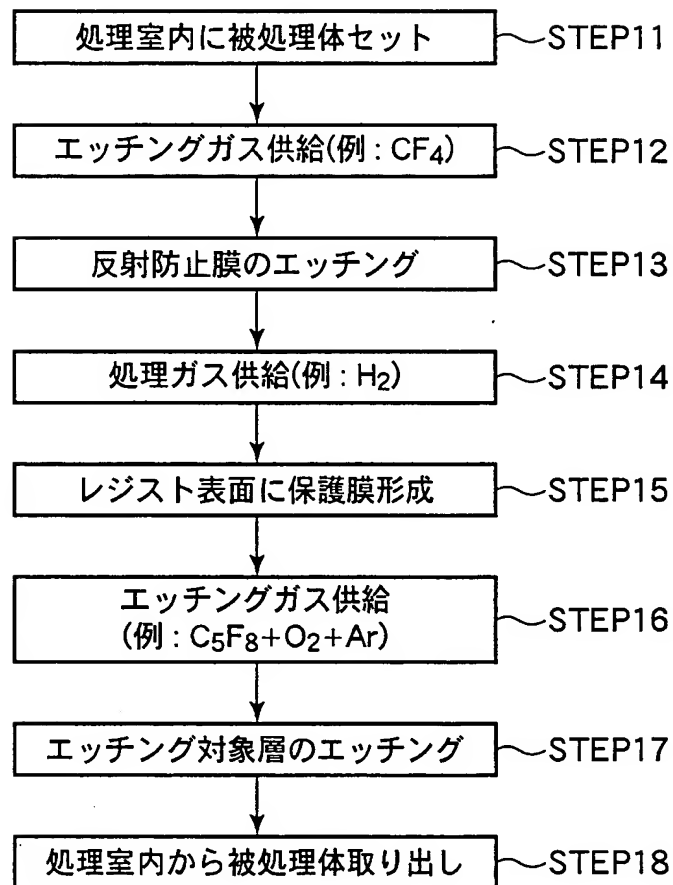 処理室内に被処理体セット STEP11
エッチングガス供給(例：CF4) STEP12
反射防止膜のエッチング STEP13
処理ガス供給(例：H2) STEP14
レジスト表面に保護膜形成 STEP15
エッチングガス供給
(例：C5F8+O2+Ar) STEP16
エッチング対象層のエッチング STEP17
処理室内から被処理体取り出し STEP18